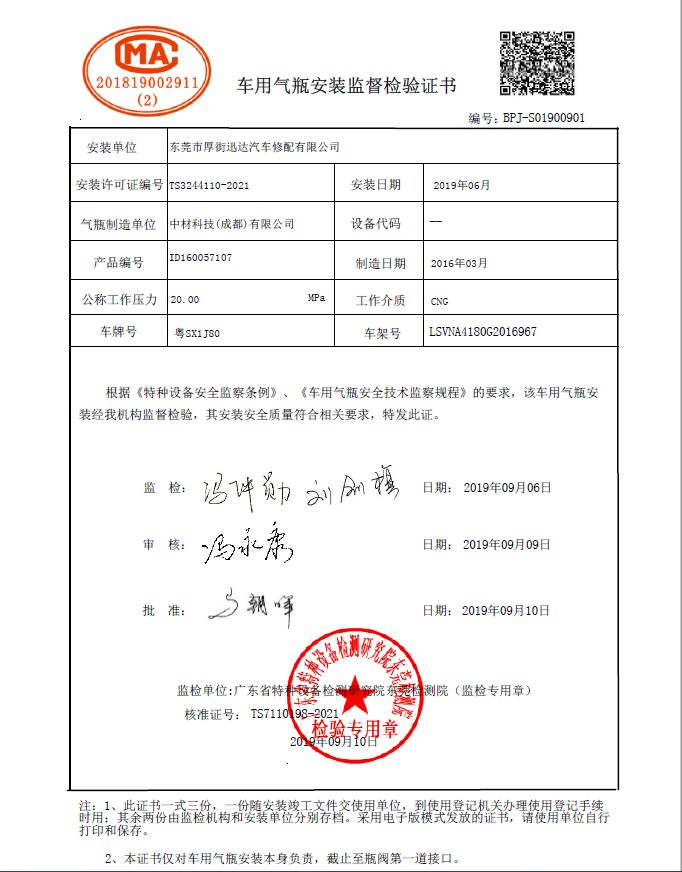 MA
201819002911
(2)
车用气瓶安装监督检验证书
编号：BPJ-S01900901
安装单位 东莞市厚街迅达汽车修配有限公司
安装许可证编号 TS3244110-2021 安装日期 2019年06月
气瓶制造单位 中材科技(成都)有限公司 设备代码 --
产品编号 ID160057107 制造日期 2016年03月
公称工作压力 20.00 MPa 工作介质 CNG
车牌号 粤SX1J80 车架号 LSVNA4180G2016967
根据《特种设备安全监察条例》、《车用气瓶安全技术监察规程》的要求，该车用气瓶安
装经我机构监督检验，其安装安全质量符合相关要求，特发此证。
监 检： 日期： 2019年09月06日
审 核： 冯永康 日期： 2019年09月09日
批 准： 日期： 2019年09月10日
监检单位:广东省特种设备检测研究院东莞检测院（监检专用章）
核准证号： TS7110198-2021
2019年09月10日
广东省特种设备检测研究院东莞检测院
检验专用章
注：1、此证书一式三份，一份随安装竣工文件交使用单位，到使用登记机关办理使用登记手续
时用；其余两份由监检机构和安装单位分别存档。采用电子版模式发放的证书，请使用单位自行
打印和保存。
2、本证书仅对车用气瓶安装本身负责，截止至瓶阀第一道接口。